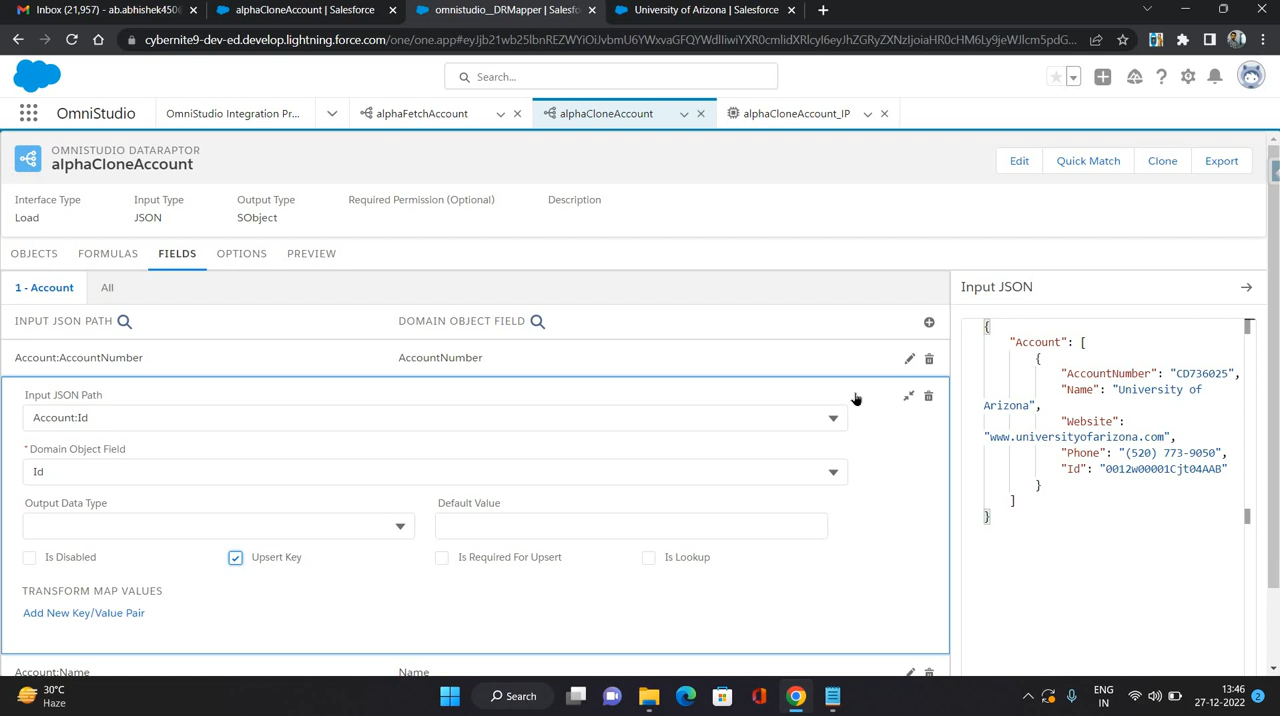 Inbox (21,957) - ab.abhishek450
alphaCloneAccount | Salesforce
omnistudio__DRMapper | Salesf
University of Arizona | Salesforce
cybernite9-dev-ed.develop.lightning.force.com
Search...
OmniStudio
OmniStudio Integration Pr...
alphaFetchAccount
alphaCloneAccount
alphaCloneAccount_IP
OMNISTUDIO DATARAPTOR
alphaCloneAccount
Edit
Quick Match
Clone
Export
Interface Type
Input Type
Output Type
Required Permission (Optional)
Description
Load
JSON
SObject
OBJECTS
FORMULAS
FIELDS
OPTIONS
PREVIEW
1 - Account
All
Input JSON
INPUT JSON PATH
DOMAIN OBJECT FIELD
Account:AccountNumber
AccountNumber
Input JSON Path
Account:Id
* Domain Object Field
Id
Output Data Type
Default Value
Is Disabled
Upsert Key
Is Required For Upsert
Is Lookup
TRANSFORM MAP VALUES
Add New Key/Value Pair
Account:Name
Name
{
"Account": [
{
"AccountNumber": "CD736025",
"Name": "University of
Arizona",
"Website":
"www.universityofarizona.com",
"Phone": "(520) 773-9050",
"Id": "0012w00001Cjt04AAB"
}
]
}
30°C
Haze
Search
ENG
IN
13:46
27-12-2022
2